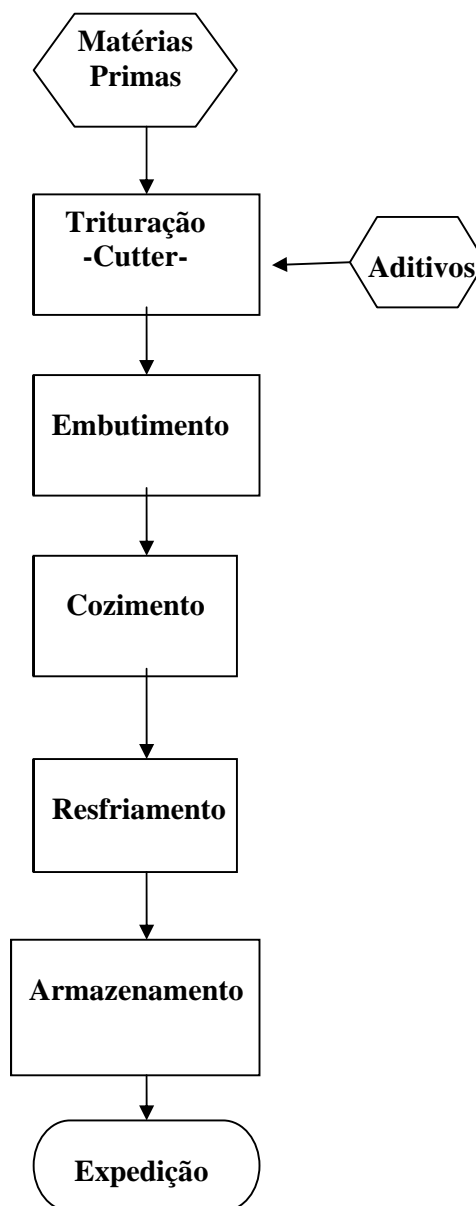 Matérias
Primas
Trituração
-Cutter-
Aditivos
Embutimento
Cozimento
Resfriamento
Armazenamento
Expedição